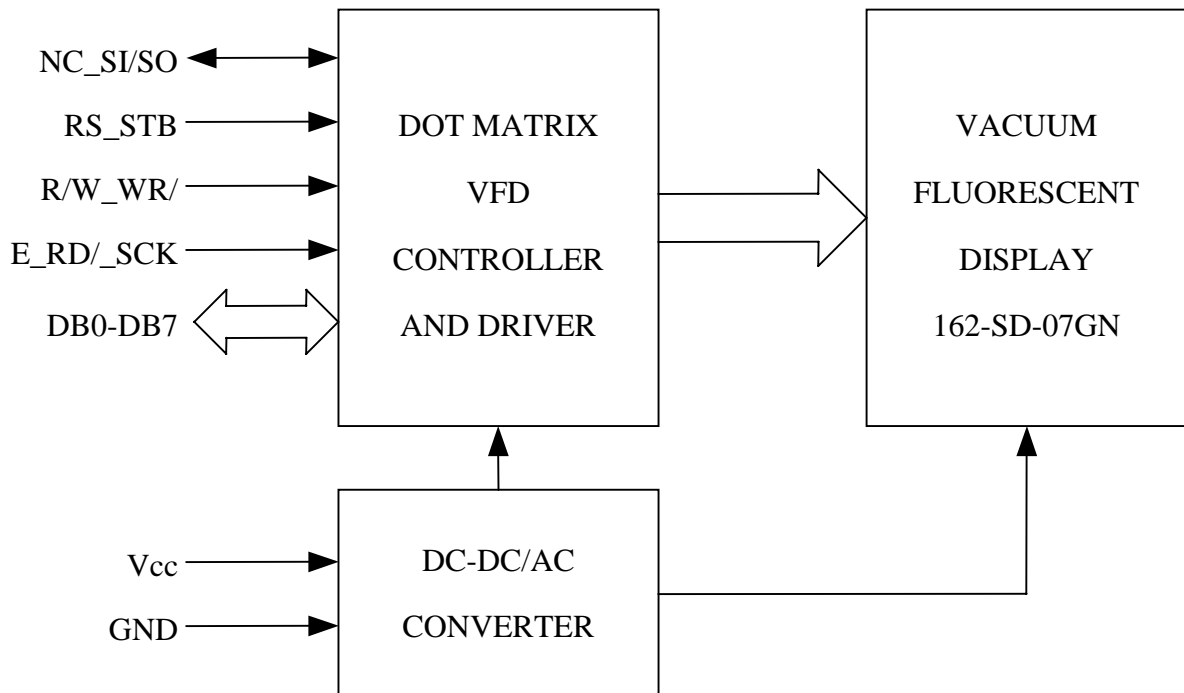 NC_SI/SO
RS_STB
R/W_WR/
E_RD/_SCK
DB0-DB7
DOT MATRIX
VFD
CONTROLLER
AND DRIVER
VACUUM
FLUORESCENT
DISPLAY
162-SD-07GN
Vcc
GND
DC-DC/AC
CONVERTER